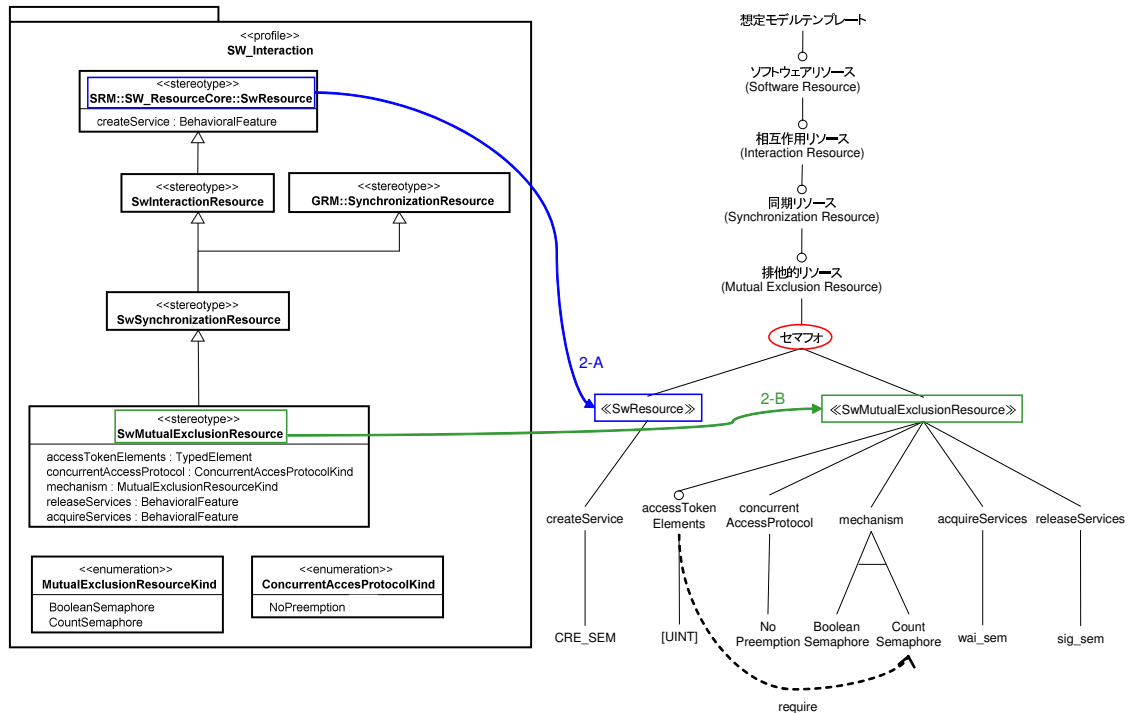 <<profile>>
SW_Interaction
<<stereotype>>
SRM::SW_ResourceCore::SwResource
createService : BehavioralFeature
<<stereotype>>
SwInteractionResource
<<stereotype>>
GRM::SynchronizationResource
<<stereotype>>
SwSynchronizationResource
<<stereotype>>
SwMutualExclusionResource
accessTokenElements : TypedElement
concurrentAccessProtocol : ConcurrentAccesProtocolKind
mechanism : MutualExclusionResourceKind
releaseServices : BehavioralFeature
acquireServices : BehavioralFeature
<<enumeration>>
MutualExclusionResourceKind
BooleanSemaphore
CountSemaphore
<<enumeration>>
ConcurrentAccesProtocolKind
NoPreemption
想定モデルテンプレート
ソフトウェアリソース
(Software Resource)
相互作用リソース
(Interaction Resource)
同期リソース
(Synchronization Resource)
排他的リソース
(Mutual Exclusion Resource)
セマフォ
2-A
2-B
≪SwResource≫
≪SwMutualExclusionResource≫
createService
accessToken
Elements
concurrent
AccessProtocol
mechanism
acquireServices
releaseServices
CRE_SEM
[UINT]
No
Preemption
Boolean
Semaphore
Count
Semaphore
wai_sem
sig_sem
require